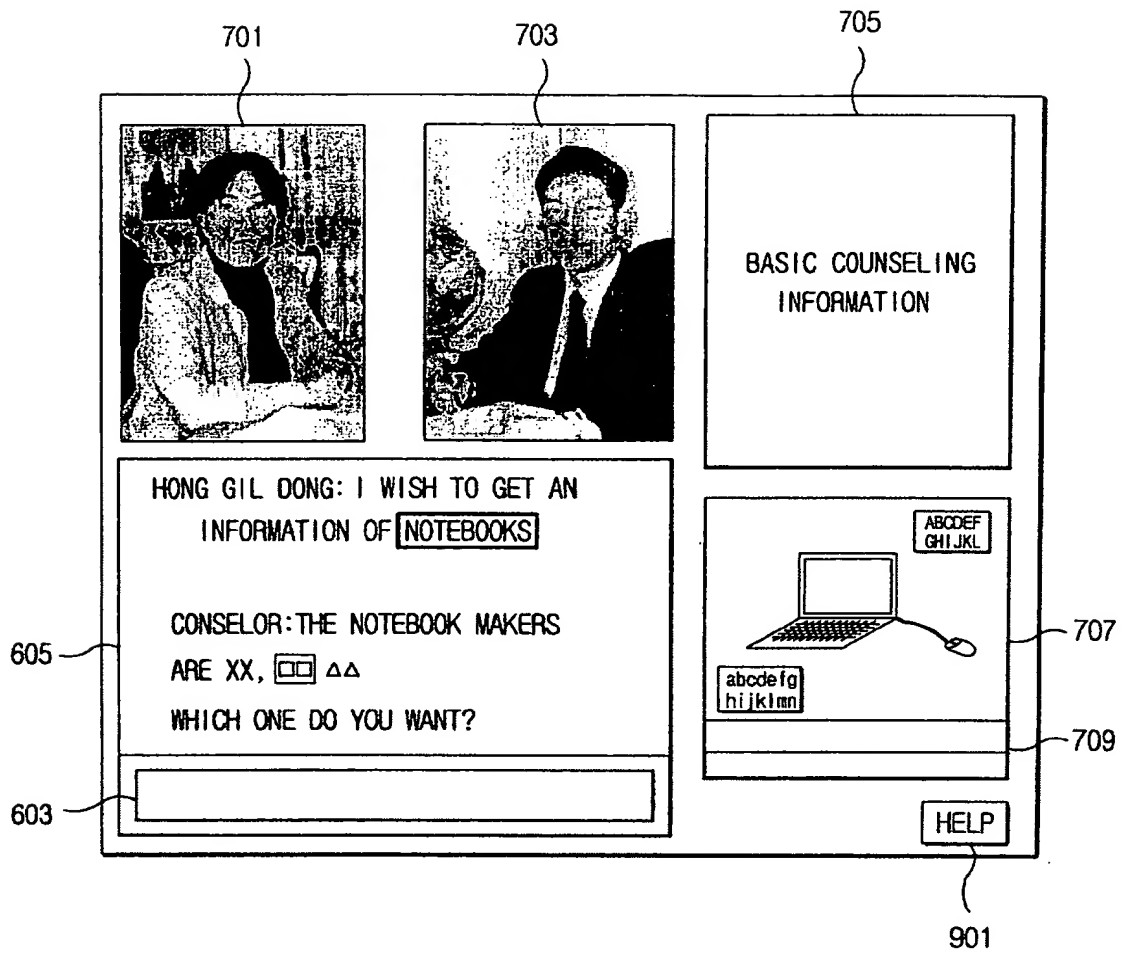 701
703
705
BASIC COUNSELING
INFORMATION
HONG GIL DONG: I WISH TO GET AN
INFORMATION OF NOTEBOOKS
CONSELOR:THE NOTEBOOK MAKERS
ARE XX, □□ △△
WHICH ONE DO YOU WANT?
605
603
ABCDEF
GHIJKL
abcdefg
hijklmn
707
709
HELP
901